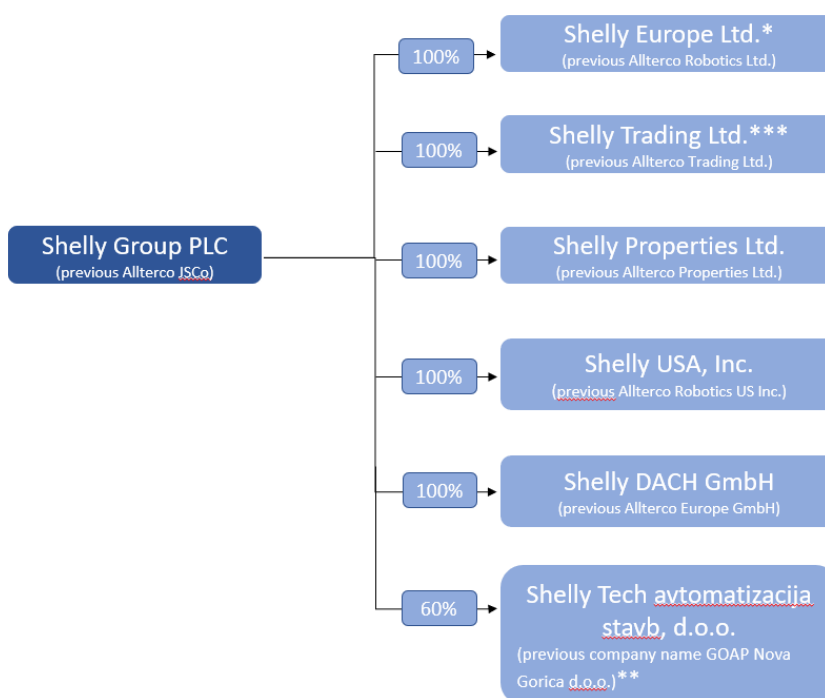 Shelly Europe Ltd.*
(previous Allterco Robotics Ltd.)
100%
Shelly Trading Ltd.***
(previous Allterco Trading Ltd.)
100%
Shelly Group PLC
(previous Allterco JSCo)
Shelly Properties Ltd.
(previous Allterco Properties Ltd.)
100%
Shelly USA, Inc.
(previous Allterco Robotics US Inc.)
100%
Shelly DACH GmbH
(previous Allterco Europe GmbH)
100%
Shelly Tech avtomatizacija
stavb, d.o.o.
(previous company name GOAP Nova
Gorica d.o.o.)**
60%